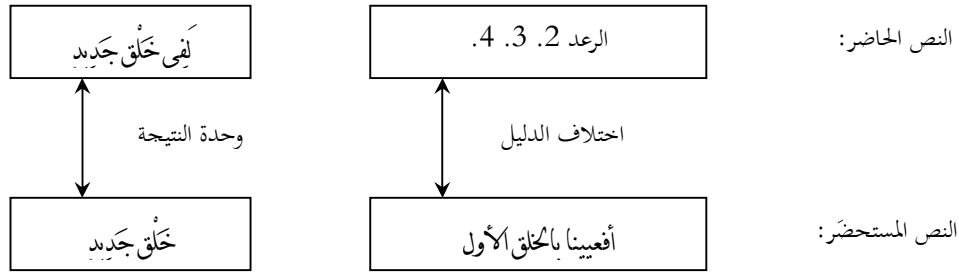 النص الحاضر: الرعد 2. 3. 4. لَفِى خَلْق جَدِيدٍ
اختلاف الدليل وحدة النتيجة
النص المستحضَر: أفعيينا بالخلق الأول خَلْق جَدِيدٍ